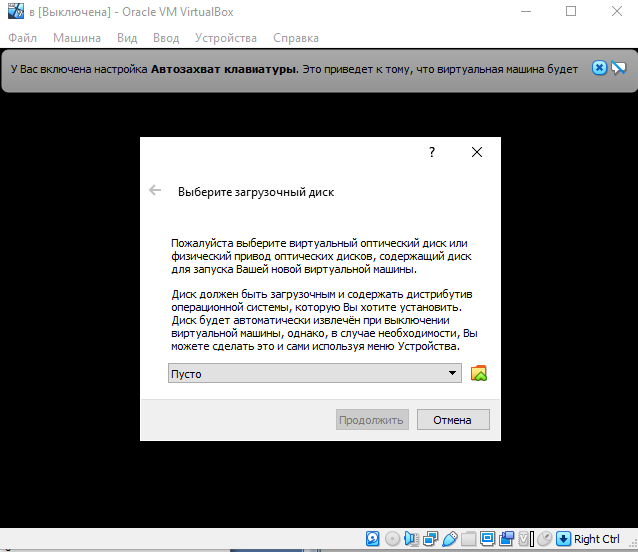 в [Выключена] - Oracle VM VirtualBox
Файл Машина Вид Ввод Устройства Справка
У Вас включена настройка Автозахват клавиатуры. Это приведет к тому, что виртуальная машина будет
?
Выберите загрузочный диск
Пожалуйста выберите виртуальный оптический диск или
физический привод оптических дисков, содержащий диск
для запуска Вашей новой виртуальной машины.
Диск должен быть загрузочным и содержать дистрибутив
операционной системы, которую Вы хотите установить.
Диск будет автоматически извлечён при выключении
виртуальной машины, однако, в случае необходимости, Вы
можете сделать это и сами используя меню Устройства.
Пусто
Продолжить Отмена
Right Ctrl